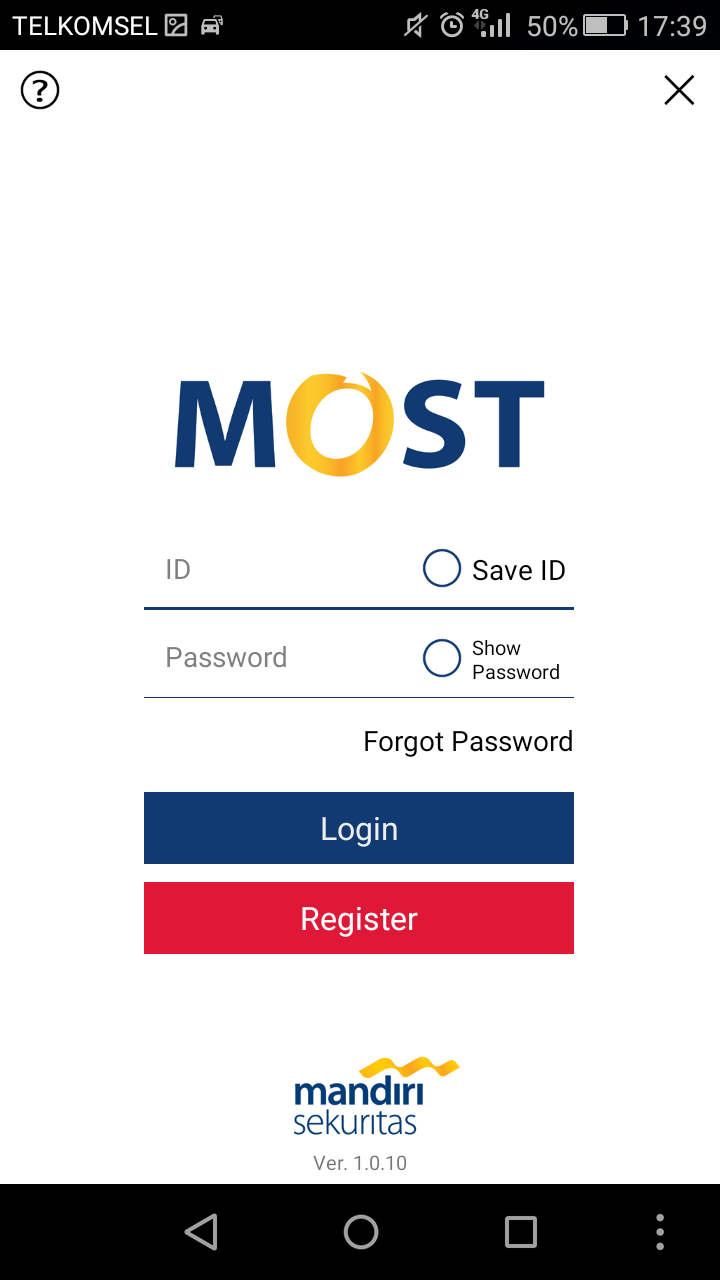 TELKOMSEL 4G 50% 17:39
?
MOST
ID Save ID
Password Show
Password
Forgot Password
Login
Register
mandiri
sekuritas
Ver. 1.0.10